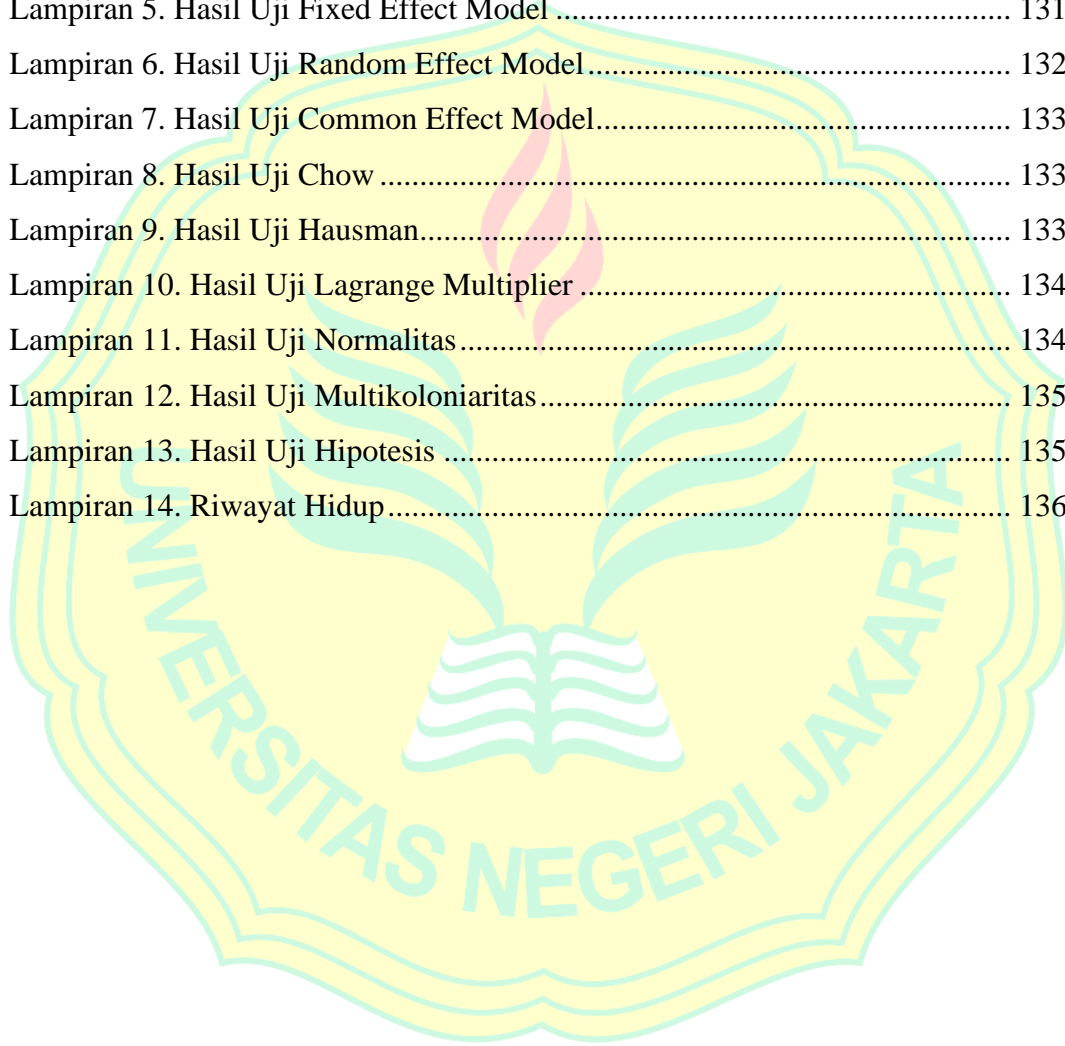 Lampiran 5. Hasil Uji Fixed Effect Model ........................................................ 131
Lampiran 6. Hasil Uji Random Effect Model .................................................... 132
Lampiran 7. Hasil Uji Common Effect Model ................................................... 133
Lampiran 8. Hasil Uji Chow ............................................................................. 133
Lampiran 9. Hasil Uji Hausman ........................................................................ 133
Lampiran 10. Hasil Uji Lagrange Multiplier ..................................................... 134
Lampiran 11. Hasil Uji Normalitas .................................................................... 134
Lampiran 12. Hasil Uji Multikoloniaritas .......................................................... 135
Lampiran 13. Hasil Uji Hipotesis ...................................................................... 135
Lampiran 14. Riwayat Hidup ............................................................................. 136
UNIVERSITAS NEGERI JAKARTA